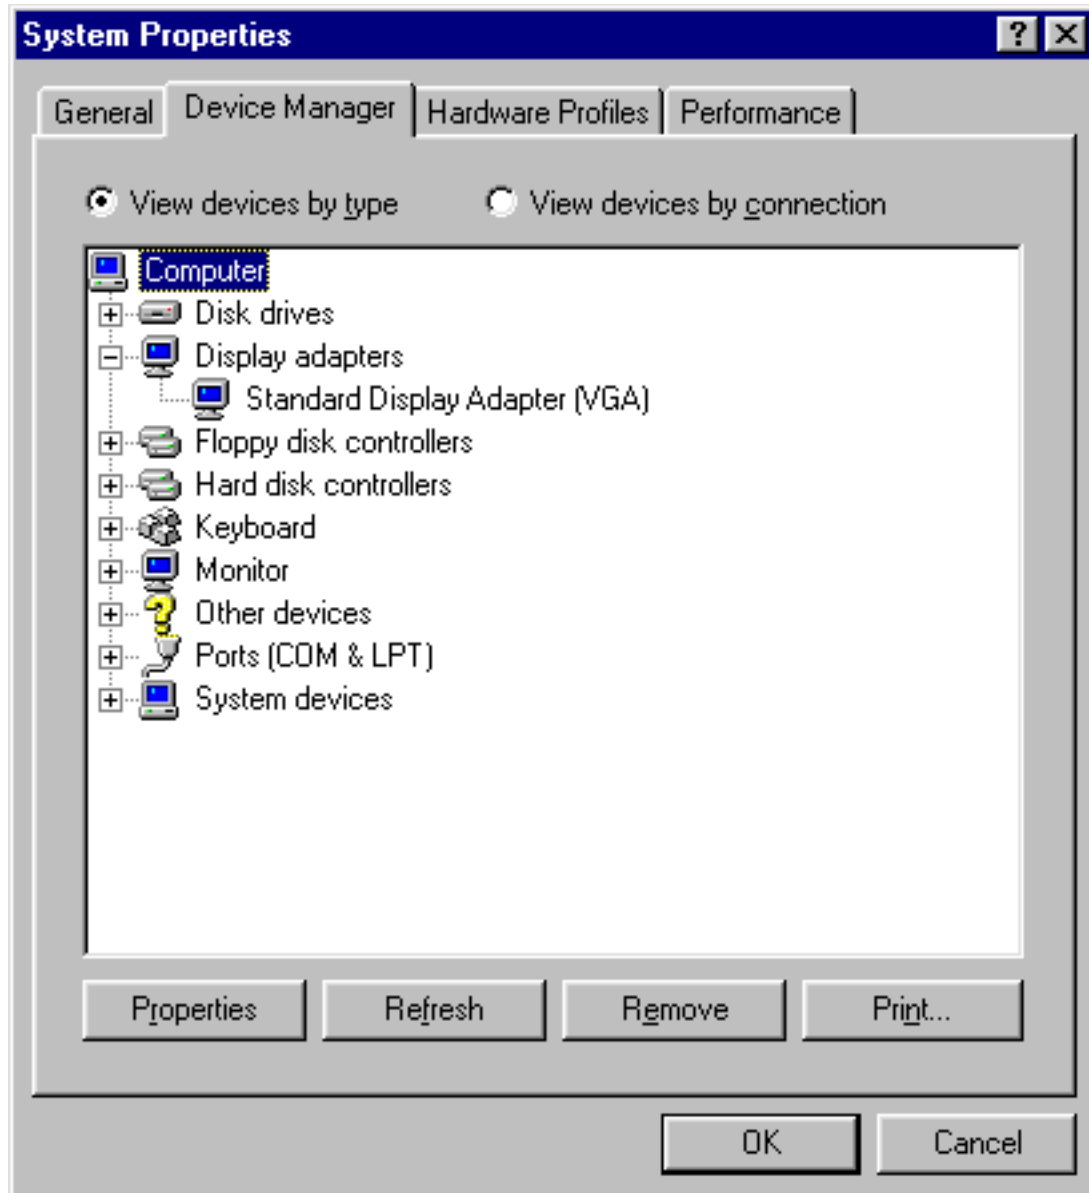 System Properties
General Device Manager Hardware Profiles Performance
View devices by type View devices by connection
Computer
Disk drives
Display adapters
Standard Display Adapter (VGA)
Floppy disk controllers
Hard disk controllers
Keyboard
Monitor
Other devices
Ports (COM & LPT)
System devices
Properties Refresh Remove Print...
OK Cancel